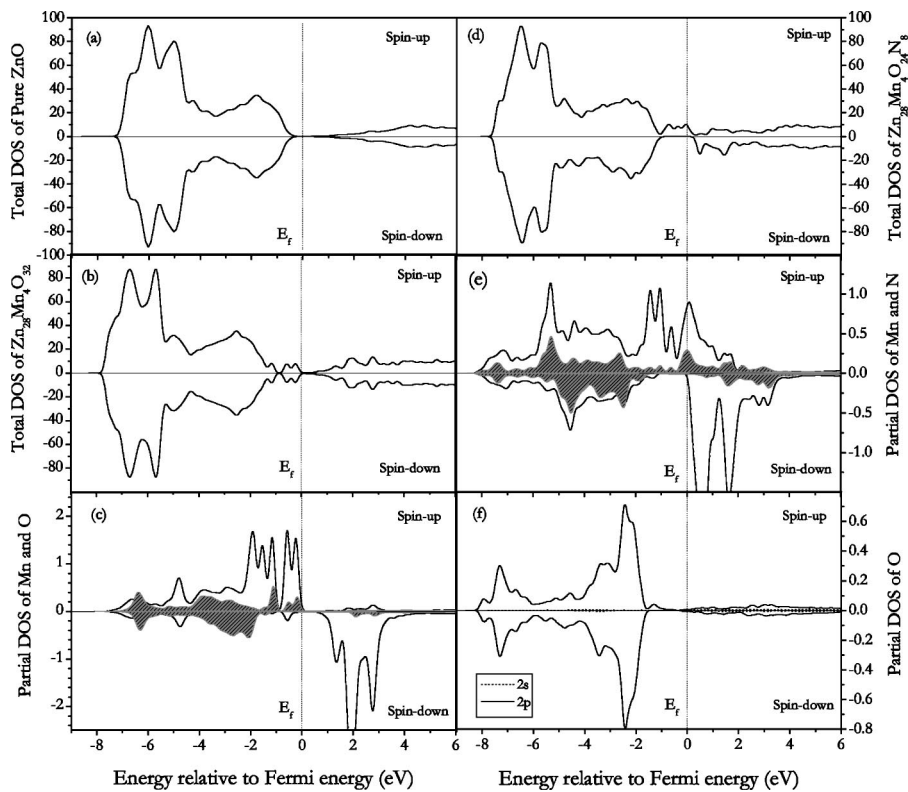 (a)
Spin-up
Total DOS of Pure ZnO
100
80
60
40
20
0
-20
-40
-60
-80
-100
E_f
Spin-down
(d)
Spin-up
Total DOS of Zn₂₈Mn₄O₂₄N₈
100
80
60
40
20
0
-20
-40
-60
-80
E_f
Spin-down
(b)
Spin-up
Total DOS of Zn₂₈Mn₄O₃₂
80
60
40
20
0
-20
-40
-60
-80
E_f
Spin-down
(e)
Spin-up
Partial DOS of Mn and N
1.0
0.5
0.0
-0.5
-1.0
E_f
Spin-down
(c)
Spin-up
Partial DOS of Mn and O
2
1
0
-1
-2
E_f
Spin-down
-8 -6 -4 -2 0 2 4 6
Energy relative to Fermi energy (eV)
(f)
Spin-up
Partial DOS of O
0.6
0.4
0.2
0.0
-0.2
-0.4
-0.6
-0.8
2s
2p
E_f
Spin-down
-8 -6 -4 -2 0 2 4 6
Energy relative to Fermi energy (eV)